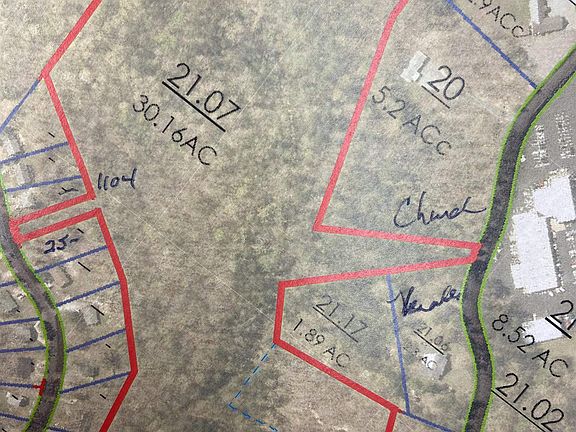 21.07
30.16AC
20
5.2 ACc
1104
Church
25-
21.17
1.89 AC
8.52 AC
21.02